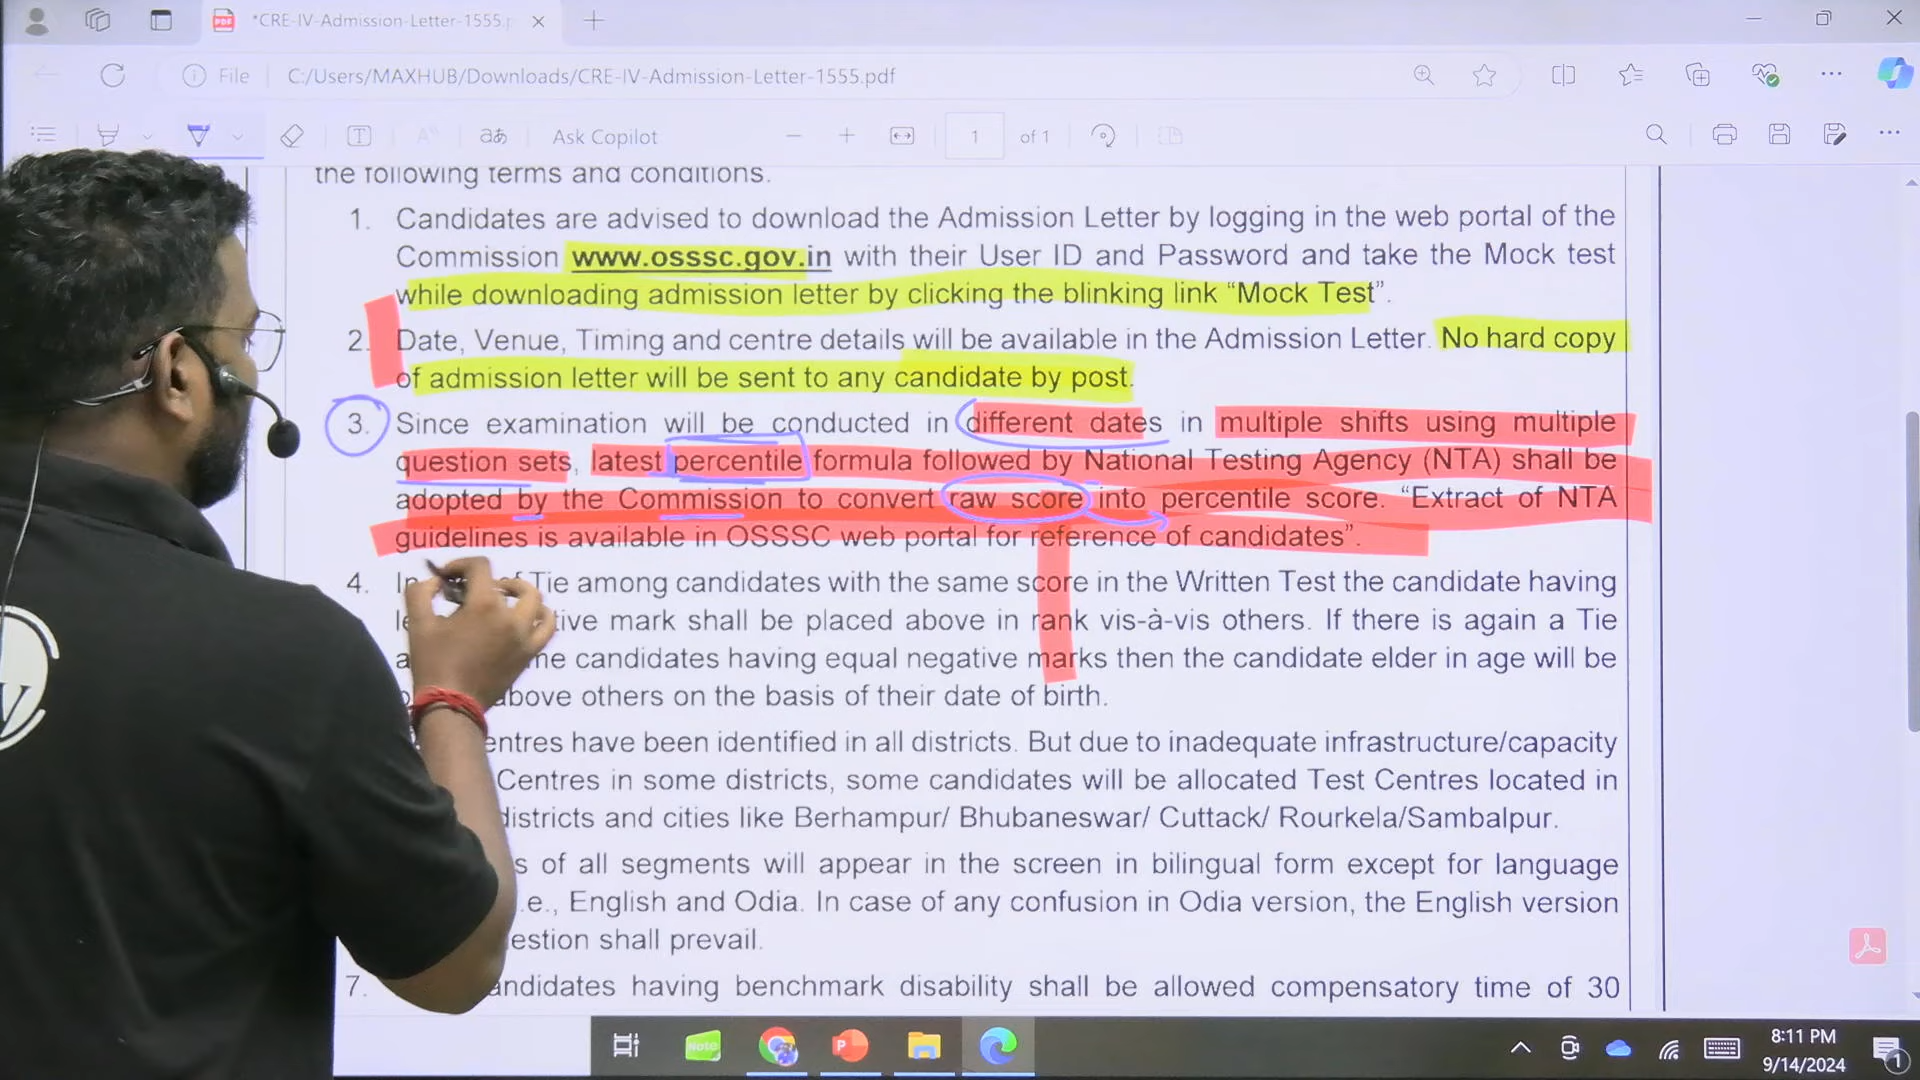 *CRE-IV-Admission-Letter-1555.p
File C:/Users/MAXHUB/Downloads/CRE-IV-Admission-Letter-1555.pdf
Ask Copilot 1 of 1
the following terms and conditions.
1. Candidates are advised to download the Admission Letter by logging in the web portal of the
Commission www.osssc.gov.in with their User ID and Password and take the Mock test
while downloading admission letter by clicking the blinking link “Mock Test”.
2. Date, Venue, Timing and centre details will be available in the Admission Letter. No hard copy
of admission letter will be sent to any candidate by post.
3. Since examination will be conducted in different dates in multiple shifts using multiple
question sets, latest percentile formula followed by National Testing Agency (NTA) shall be
adopted by the Commission to convert raw score into percentile score. “Extract of NTA
guidelines is available in OSSSC web portal for reference of candidates”.
4. Tie among candidates with the same score in the Written Test the candidate having
mark shall be placed above in rank vis-à-vis others. If there is again a Tie
candidates having equal negative marks then the candidate elder in age will be
above others on the basis of their date of birth.
entres have been identified in all districts. But due to inadequate infrastructure/capacity
Centres in some districts, some candidates will be allocated Test Centres located in
districts and cities like Berhampur/ Bhubaneswar/ Cuttack/ Rourkela/Sambalpur.
s of all segments will appear in the screen in bilingual form except for language
.e., English and Odia. In case of any confusion in Odia version, the English version
estion shall prevail.
7. andidates having benchmark disability shall be allowed compensatory time of 30
Note
8:11 PM
9/14/2024
1